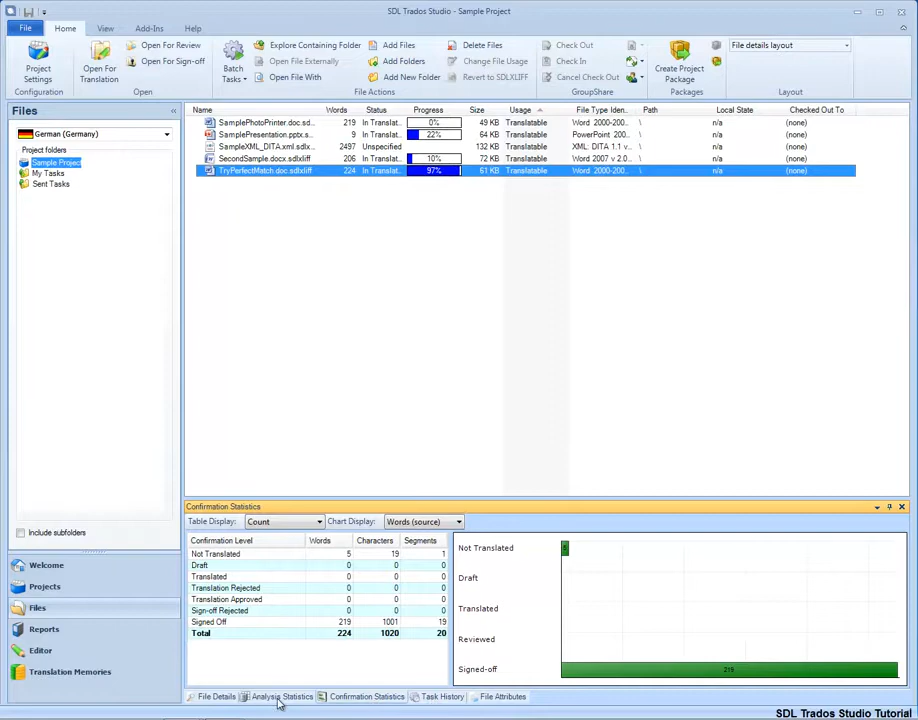 SDL Trados Studio - Sample Project
File Home View Add-Ins Help
Project Settings
Configuration
Open For Translation
Open For Review
Open For Sign-off
Open
Batch Tasks
Explore Containing Folder
Open File Externally
Open File With
Add Files
Add Folders
Add New Folder
Delete Files
Change File Usage
Revert to SDLXLIFF
File Actions
Check Out
Check In
Cancel Check Out
GroupShare
Create Project Package
Packages
File details layout
Layout
Files
German (Germany)
Project folders
Sample Project
My Tasks
Sent Tasks
Include subfolders
Welcome
Projects
Files
Reports
Editor
Translation Memories
Name Words Status Progress Size Usage File Type Iden.. Path Local State Checked Out To
SamplePhotoPrinter.doc.sd... 219 In Translat.. 0% 49 KB Translatable Word 2000-200.. \ n/a (none)
SamplePresentation.pptx.s... In Translat.. 22% 64 KB Translatable PowerPoint 200.. \ n/a (none)
SampleXML_DITA.xml.sdlx... 2497 Unspecified 132 KB Translatable XML: DITA 1.1 v.. \ n/a (none)
SecondSample.docx.sdlxliff 206 In Translat.. 10% 72 KB Translatable Word 2007 v 2.0.. \ n/a (none)
TryPerfectMatch.doc.sdlxliff 224 In Translat.. 97% 61 KB Translatable Word 2000-200.. \ n/a (none)
Confirmation Statistics
Table Display: Count Chart Display: Words (source)
Confirmation Level Words Characters Segments
Not Translated 5 19 1
Draft 0 0 0
Translated 0 0 0
Translation Rejected 0 0 0
Translation Approved 0 0 0
Sign-off Rejected 0 0 0
Signed Off 219 1001 19
Total 224 1020 20
Not Translated 5
Draft
Translated
Reviewed
Signed-off 219
File Details Analysis Statistics Confirmation Statistics Task History File Attributes
SDL Trados Studio Tutorial